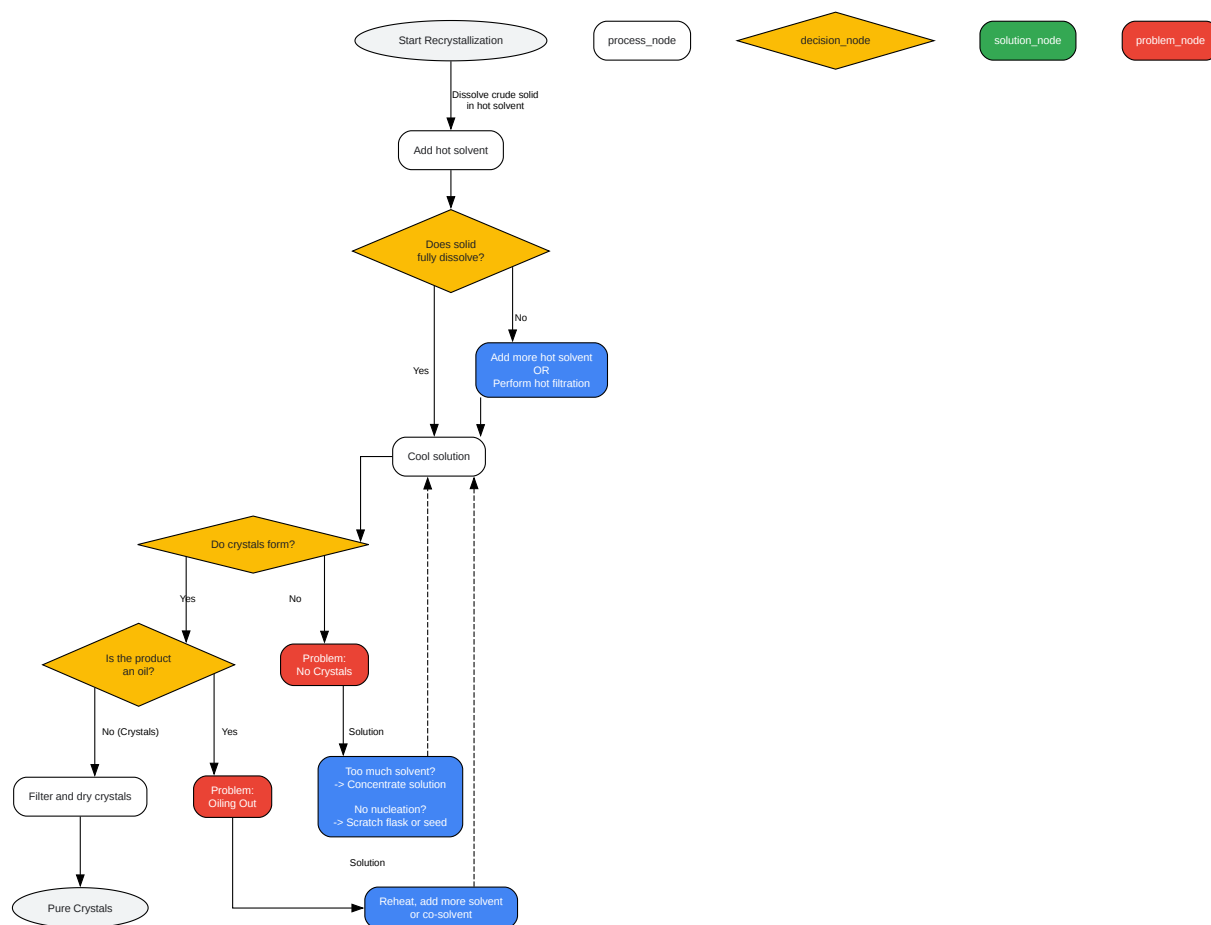 Start Recrystallization
process_node
decision_node
solution_node
problem_node
Dissolve crude solid
in hot solvent
Add hot solvent
Does solid
fully dissolve?
No
Add more hot solvent
OR
Perform hot filtration
Yes
Cool solution
Do crystals form?
Yes
No
Is the product
an oil?
Problem:
No Crystals
No (Crystals)
Yes
Solution
Filter and dry crystals
Problem:
Oiling Out
Too much solvent?
-> Concentrate solution
No nucleation?
-> Scratch flask or seed
Solution
Pure Crystals
Reheat, add more solvent
or co-solvent